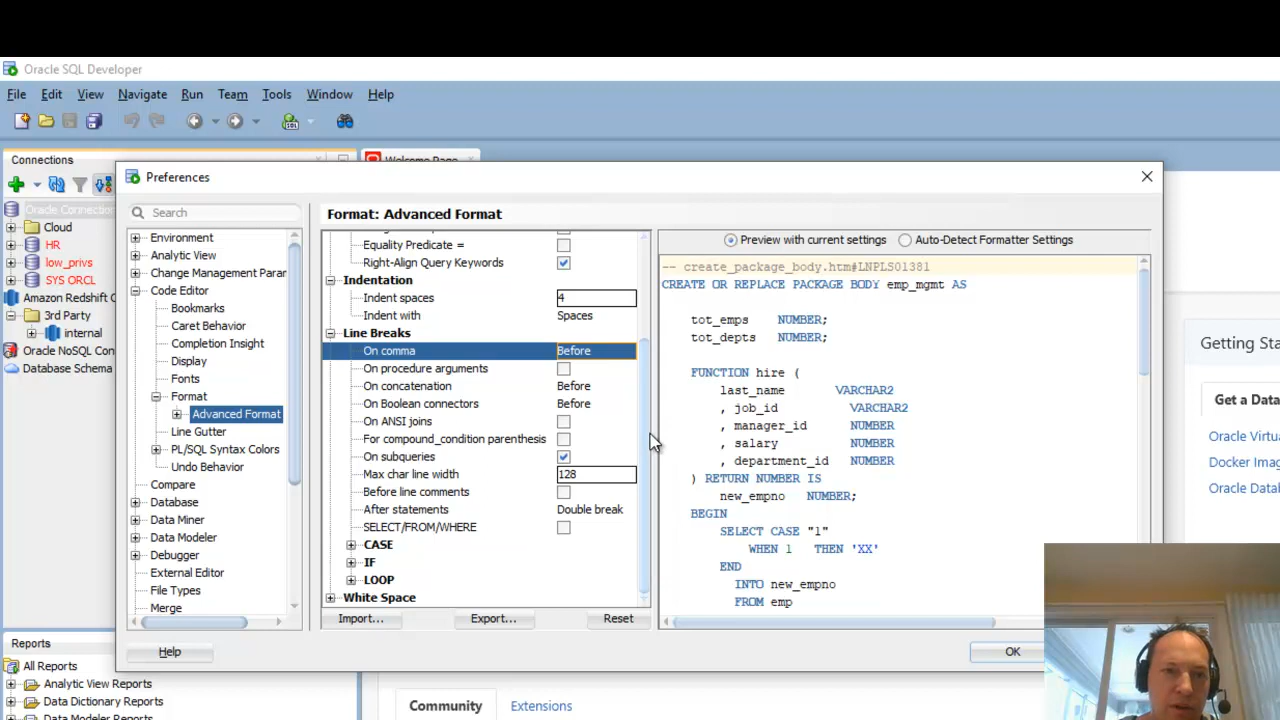 Oracle SQL Developer
File Edit View Navigate Run Team Tools Window Help
Connections
Welcome Page
Oracle Connection
Cloud
HR
low_privs
SYS ORCL
Amazon Redshift C
3rd Party
internal
Oracle NoSQL Con
Database Schema
Preferences
Search
Environment
Analytic View
Change Management Parar
Code Editor
Bookmarks
Caret Behavior
Completion Insight
Display
Fonts
Format
Advanced Format
Line Gutter
PL/SQL Syntax Colors
Undo Behavior
Compare
Database
Data Miner
Data Modeler
Debugger
External Editor
File Types
Merge
Help
Format: Advanced Format
Equality Predicate =
Right-Align Query Keywords
Indentation
Indent spaces 4
Indent with Spaces
Line Breaks
On comma Before
On procedure arguments
On concatenation Before
On Boolean connectors Before
On ANSI joins
For compound_condition parenthesis
On subqueries
Max char line width 128
Before line comments
After statements Double break
SELECT/FROM/WHERE
CASE
IF
LOOP
White Space
Import... Export... Reset
Preview with current settings Auto-Detect Formatter Settings
-- create_package_body.htm#LNPLS01381
CREATE OR REPLACE PACKAGE BODY emp_mgmt AS
tot_emps NUMBER;
tot_depts NUMBER;
FUNCTION hire (
last_name VARCHAR2
, job_id VARCHAR2
, manager_id NUMBER
, salary NUMBER
, department_id NUMBER
) RETURN NUMBER IS
new_empno NUMBER;
BEGIN
SELECT CASE "1"
WHEN 1 THEN 'XX'
END
INTO new_empno
FROM emp
OK
Getting Sta
Get a Data
Oracle Virtu
Docker Imag
Oracle Datab
Reports
All Reports
Analytic View Reports
Data Dictionary Reports
Data Modeler Reports
Community Extensions